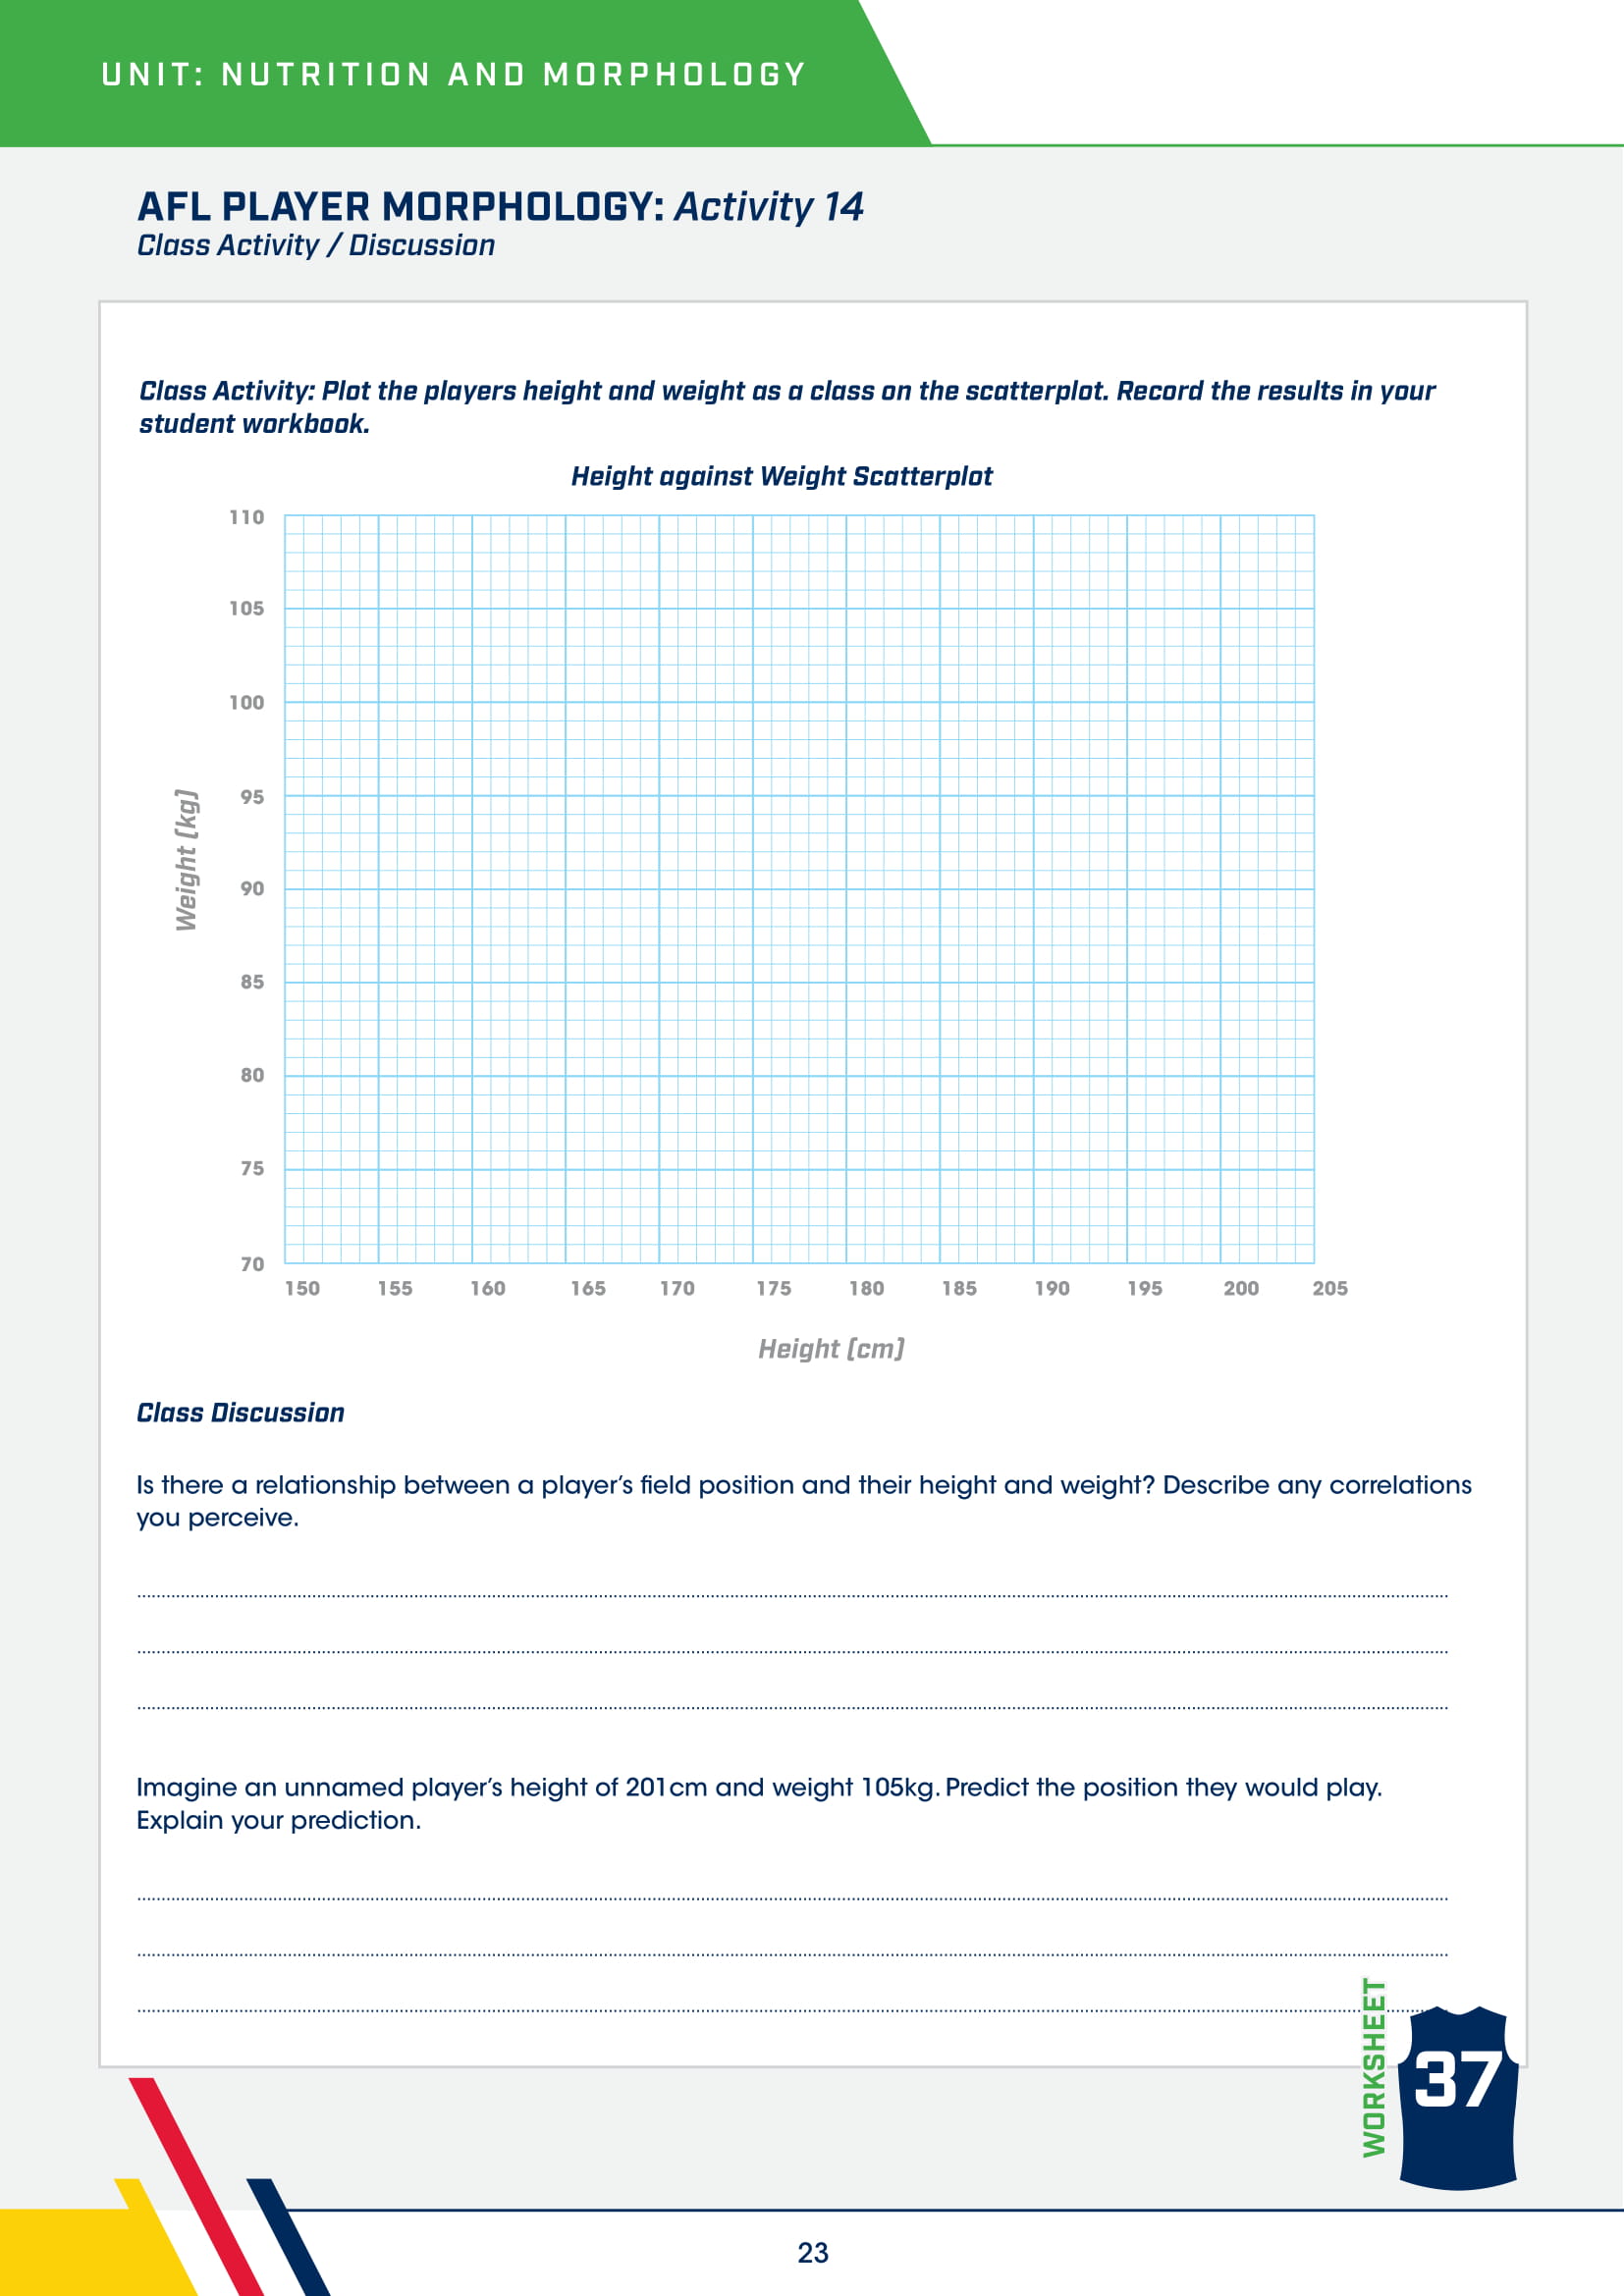 UNIT: NUTRITION AND MORPHOLOGY
AFL PLAYER MORPHOLOGY: Activity 14
Class Activity / Discussion
Class Activity: Plot the players height and weight as a class on the scatterplot. Record the results in your
student workbook.
Height against Weight Scatterplot
110
105
100
95
90
85
80
75
70
Weight (kg)
150 155 160 165 170 175 180 185 190 195 200 205
Height (cm)
Class Discussion
Is there a relationship between a player’s field position and their height and weight? Describe any correlations
you perceive.
Imagine an unnamed player’s height of 201cm and weight 105kg. Predict the position they would play.
Explain your prediction.
WORKSHEET
37
23